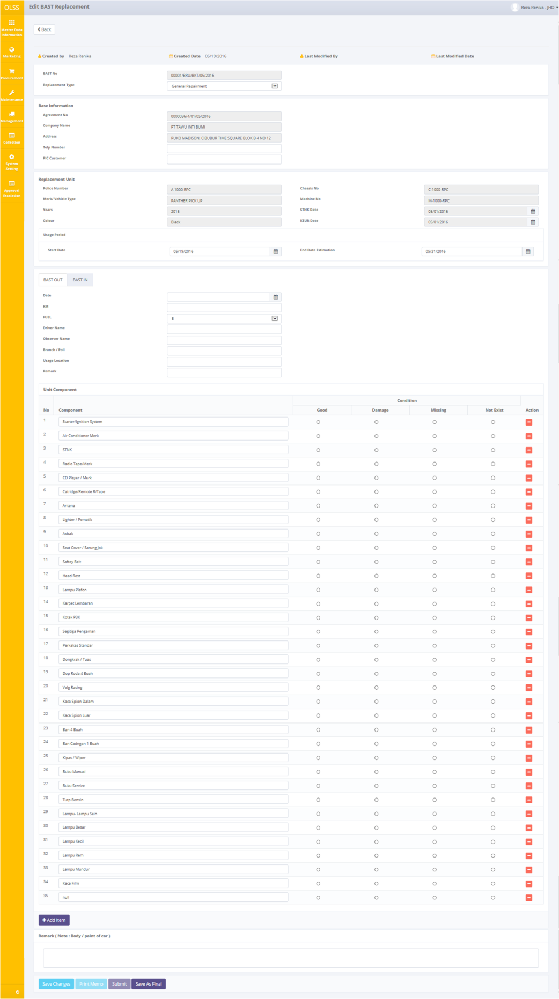 OLSS
Edit BAST Replacement
Reza Renika - JHO
Master Data Information
Marketing
Procurement
Maintenance
Management
Collection
System Setting
Approval Escalation
Back
Created by Reza Renika
Created Date 05/19/2016
Last Modified By
Last Modified Date
BAST No 00001/BRU/BKT/05/2016
Replacement Type General Repairment
Base Information
Agreement No 0000036/4/01/05/2016
Company Name PT TAWU INTI BUMI
Address RUKO MADISON, CIBUBUR TIME SQUARE BLOK B 4 NO 12
Telp Number
PIC Customer
Replacement Unit
Police Number A 1000 RPC Chassis No C-1000-RPC
Merk/ Vehicle Type PANTHER PICK UP Machine No M-1000-RPC
Years 2015 STNK Date 05/01/2016
Colour Black KEUR Date 05/01/2016
Usage Period
Start Date 05/19/2016 End Date Estimation 05/31/2016
BAST OUT BAST IN
Date
KM
FUEL E
Driver Name
Observer Name
Branch / Poll
Usage Location
Remark
Unit Component
Condition
No Component Good Damage Missing Not Exist Action
1 Starter/Ignition System
2 Air Conditioner Merk
3 STNK
4 Radio Tape/Merk
5 CD Player / Merk
6 Catridge/Remote R/Tape
7 Antena
8 Lighter / Pematik
9 Asbak
10 Seat Cover / Sarung Jok
11 Saftey Belt
12 Head Rest
13 Lampu Plafon
14 Karpet Lembaran
15 Kotak P3K
16 Segitiga Pengaman
17 Perkakas Standar
18 Dongkrak / Tuas
19 Dop Roda 4 Buah
20 Velg Racing
21 Kaca Spion Dalam
22 Kaca Spion Luar
23 Ban 4 Buah
24 Ban Cadngan 1 Buah
25 Kipas / Wiper
26 Buku Manual
27 Buku Service
28 Tutp Bensin
29 Lampu- Lampu Sein
30 Lampu Besar
31 Lampu Kecil
32 Lampu Rem
33 Lampu Mundur
34 Kaca Film
35 null
Add Item
Remark ( Note : Body / paint of car )
Save Changes Print Memo Submit Save As Final